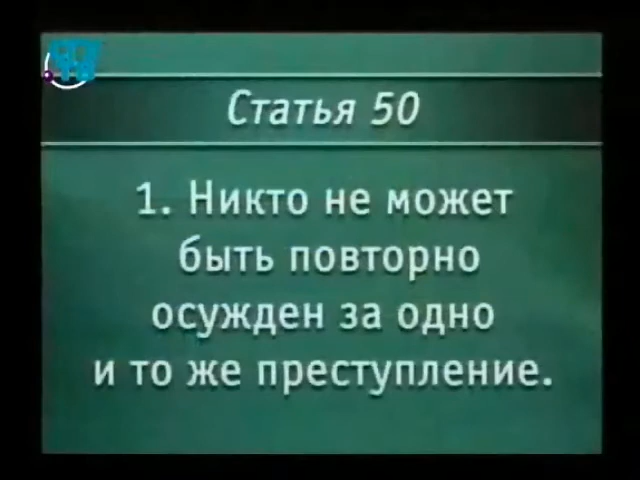 Статья 50
1. Никто не может
быть повторно
осужден за одно
и то же преступление.